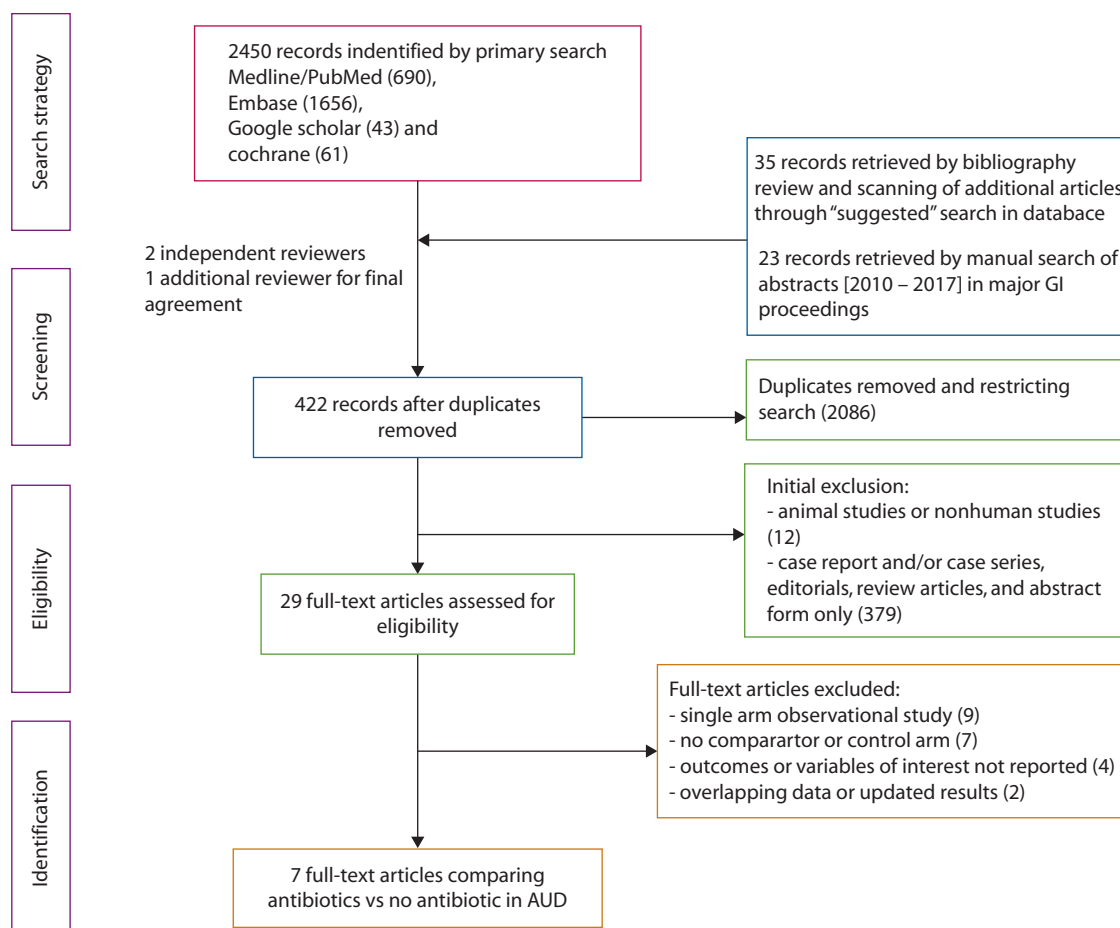 Search strategy
2450 records indentified by primary search
Medline/PubMed (690),
Embase (1656),
Google scholar (43) and
cochrane (61)
35 records retrieved by bibliography
review and scanning of additional articles
through “suggested” search in databace
23 records retrieved by manual search of
abstracts [2010 – 2017] in major GI
proceedings
2 independent reviewers
1 additional reviewer for final
agreement
Screening
422 records after duplicates
removed
Duplicates removed and restricting
search (2086)
Eligibility
Initial exclusion:
- animal studies or nonhuman studies
(12)
- case report and/or case series,
editorials, review articles, and abstract
form only (379)
29 full-text articles assessed for
eligibility
Full-text articles excluded:
- single arm observational study (9)
- no comparartor or control arm (7)
- outcomes or variables of interest not reported (4)
- overlapping data or updated results (2)
Identification
7 full-text articles comparing
antibiotics vs no antibiotic in AUD